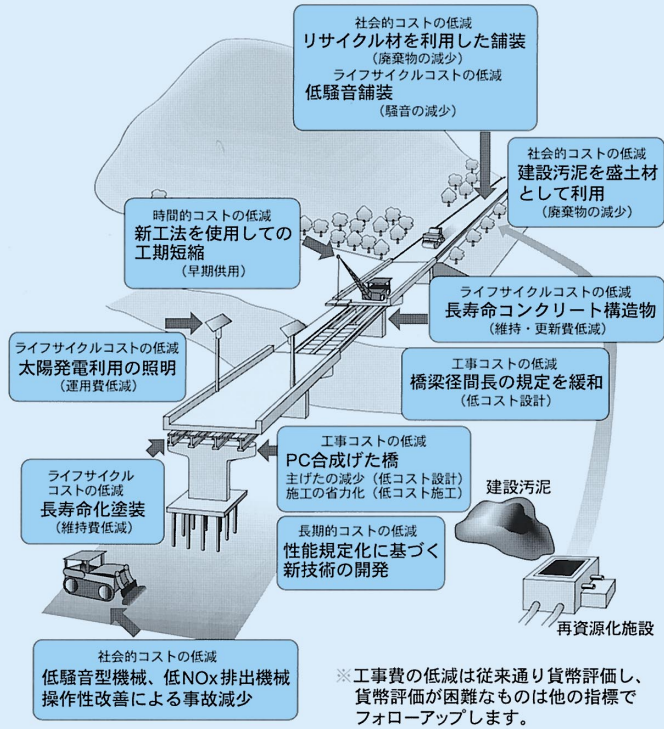 社会的コストの低減
リサイクル材を利用した舗装
（廃棄物の減少）
ライフサイクルコストの低減
低騒音舗装
（騒音の減少）
社会的コストの低減
建設汚泥を盛土材
として利用
（廃棄物の減少）
時間的コストの低減
新工法を使用しての
工期短縮
（早期供用）
ライフサイクルコストの低減
長寿命コンクリート構造物
（維持・更新費低減）
ライフサイクルコストの低減
太陽発電利用の照明
（運用費低減）
工事コストの低減
橋梁径間長の規定を緩和
（低コスト設計）
工事コストの低減
PC合成げた橋
主げたの減少（低コスト設計）
施工の省力化（低コスト施工）
ライフサイクル
コストの低減
長寿命化塗装
（維持費低減）
建設汚泥
長期的コストの低減
性能規定化に基づく
新技術の開発
再資源化施設
社会的コストの低減
低騒音型機械、低NOx排出機械
操作性改善による事故減少
※工事費の低減は従来通り貨幣評価し、
貨幣評価が困難なものは他の指標で
フォローアップします。